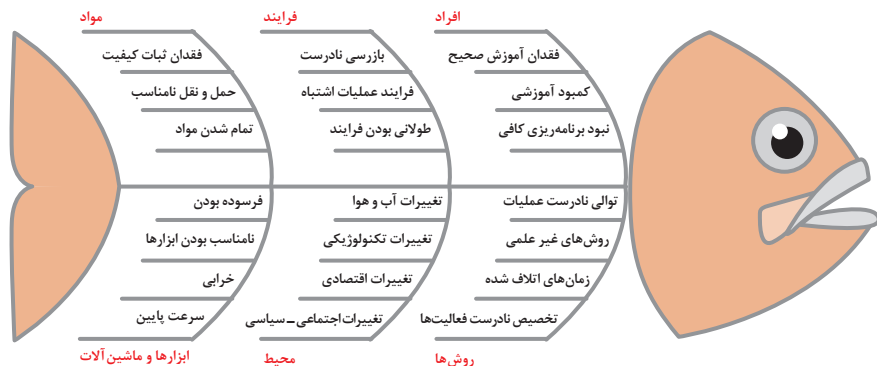 افراد
فقدان آموزش صحیح
کمبود آموزشی
نبود برنامه‌ریزی کافی
فرایند
بازرسی نادرست
فرایند عملیات اشتباه
طولانی بودن فرایند
مواد
فقدان ثبات کیفیت
حمل و نقل نامناسب
تمام شدن مواد
توالی نادرست عملیات
روش‌های غیر علمی
زمان‌های اتلاف شده
تخصیص نادرست فعالیت‌ها
روش‌ها
تغییرات آب و هوا
تغییرات تکنولوژیکی
تغییرات اقتصادی
تغییرات اجتماعی ـ سیاسی
محیط
فرسوده بودن
نامناسب بودن ابزارها
خرابی
سرعت پایین
ابزارها و ماشین آلات